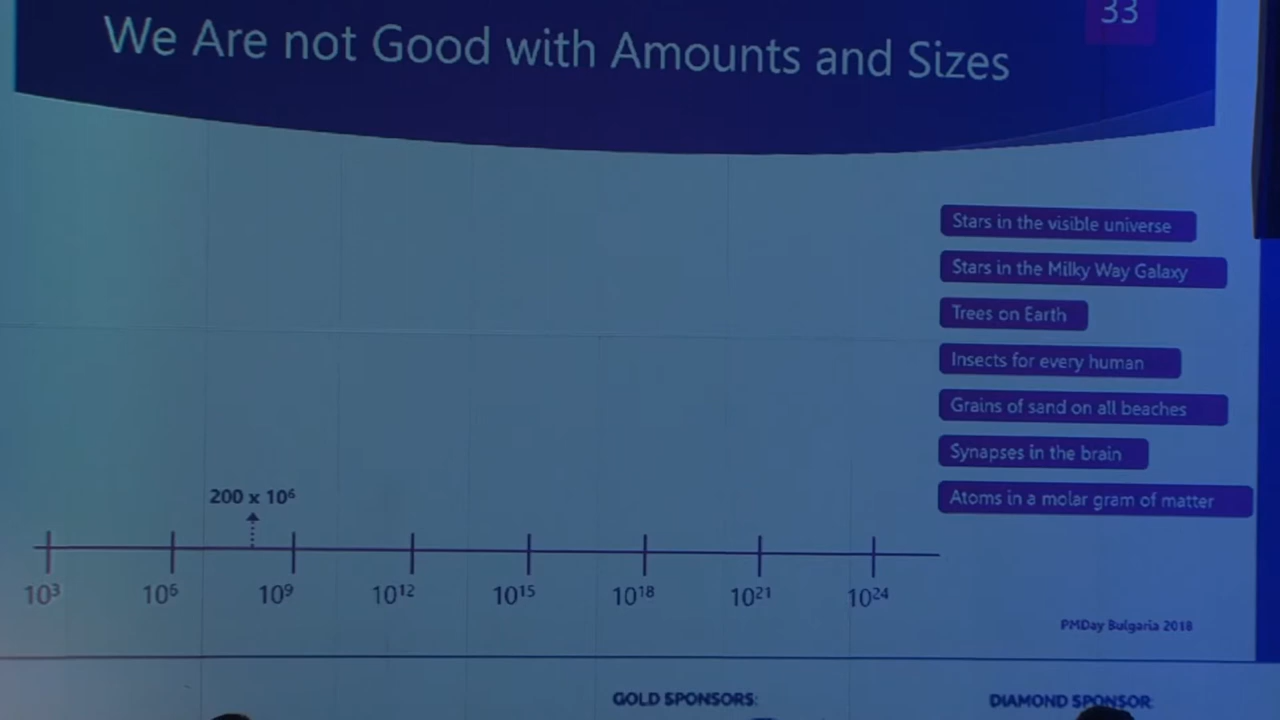 33
We Are not Good with Amounts and Sizes
Stars in the visible universe
Stars in the Milky Way Galaxy
Trees on Earth
Insects for every human
Grains of sand on all beaches
Synapses in the brain
Atoms in a molar gram of matter
200 x 10⁶
10³ 10⁶ 10⁹ 10¹² 10¹⁵ 10¹⁸ 10²¹ 10²⁴
PMDay Bulgaria 2018
GOLD SPONSORS: DIAMOND SPONSOR: